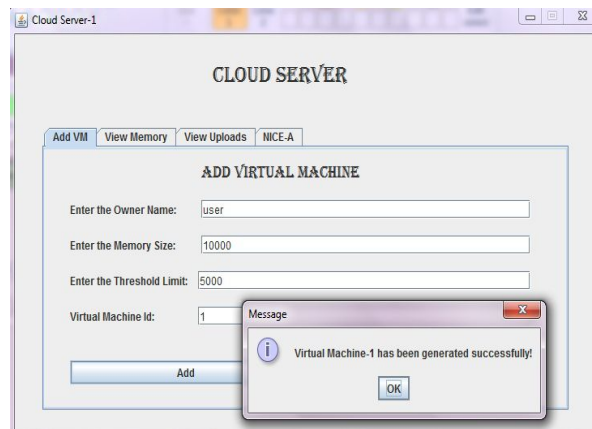 Cloud Server-1
CLOUD SERVER
Add VM View Memory View Uploads NICE-A
ADD VIRTUAL MACHINE
Enter the Owner Name: user
Enter the Memory Size: 10000
Enter the Threshold Limit: 5000
Virtual Machine Id: 1
Message
Virtual Machine-1 has been generated successfully!
Add
OK